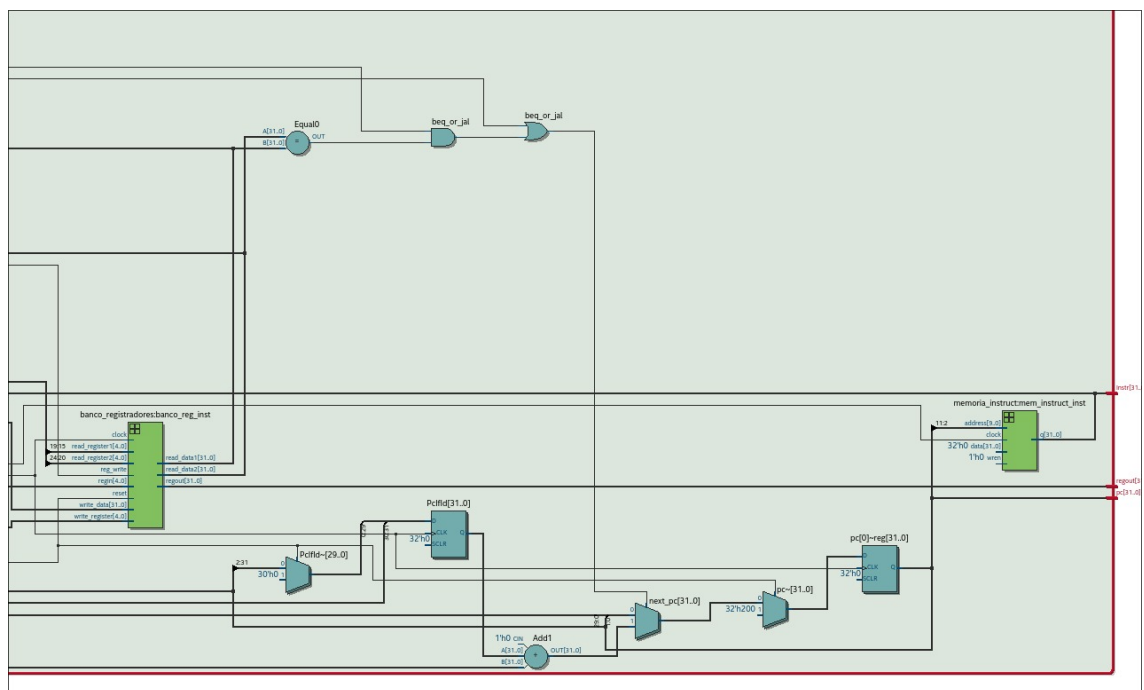 Equal0
A[31..0]
B[31..0]
=
OUT
beq_or_jal
beq_or_jal
instr[31..
memoria_instruct:mem_instruct_inst
11:2
address[9..0]
clock
32'h0 data[31..0]
1'h0 wren
q[31..0]
banco_registradores:banco_reg_inst
clock
19:15 read_register1[4..0]
24:20 read_register2[4..0]
reg_write
regin[4..0]
reset
write_data[31..0]
write_register[4..0]
read_data1[31..0]
read_data2[31..0]
regout[31..0]
regout[3
pc[31..0]
PcIfId[31..0]
D
CLK
32'h0
SCLR
Q
PcIfId~[29..0]
2:31
0
30'h0
1
30:31
pc[0]~reg[31..0]
D
CLK
32'h0
SCLR
Q
pc~[31..0]
0
32'h200
1
next_pc[31..0]
0
1
Add1
1'h0 CIN
A[31..0]
B[31..0]
+
OUT[31..0]